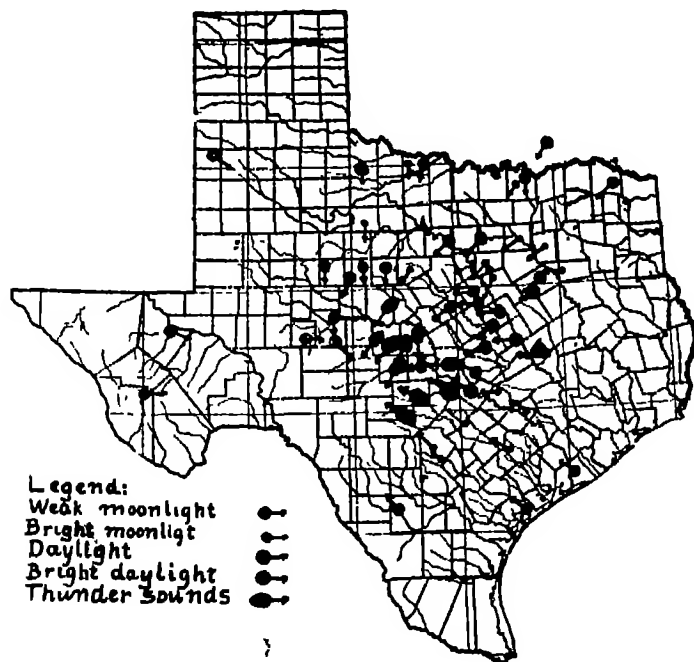 Legend:
Weak moonlight
Bright moonligt
Daylight
Bright daylight
Thunder sounds